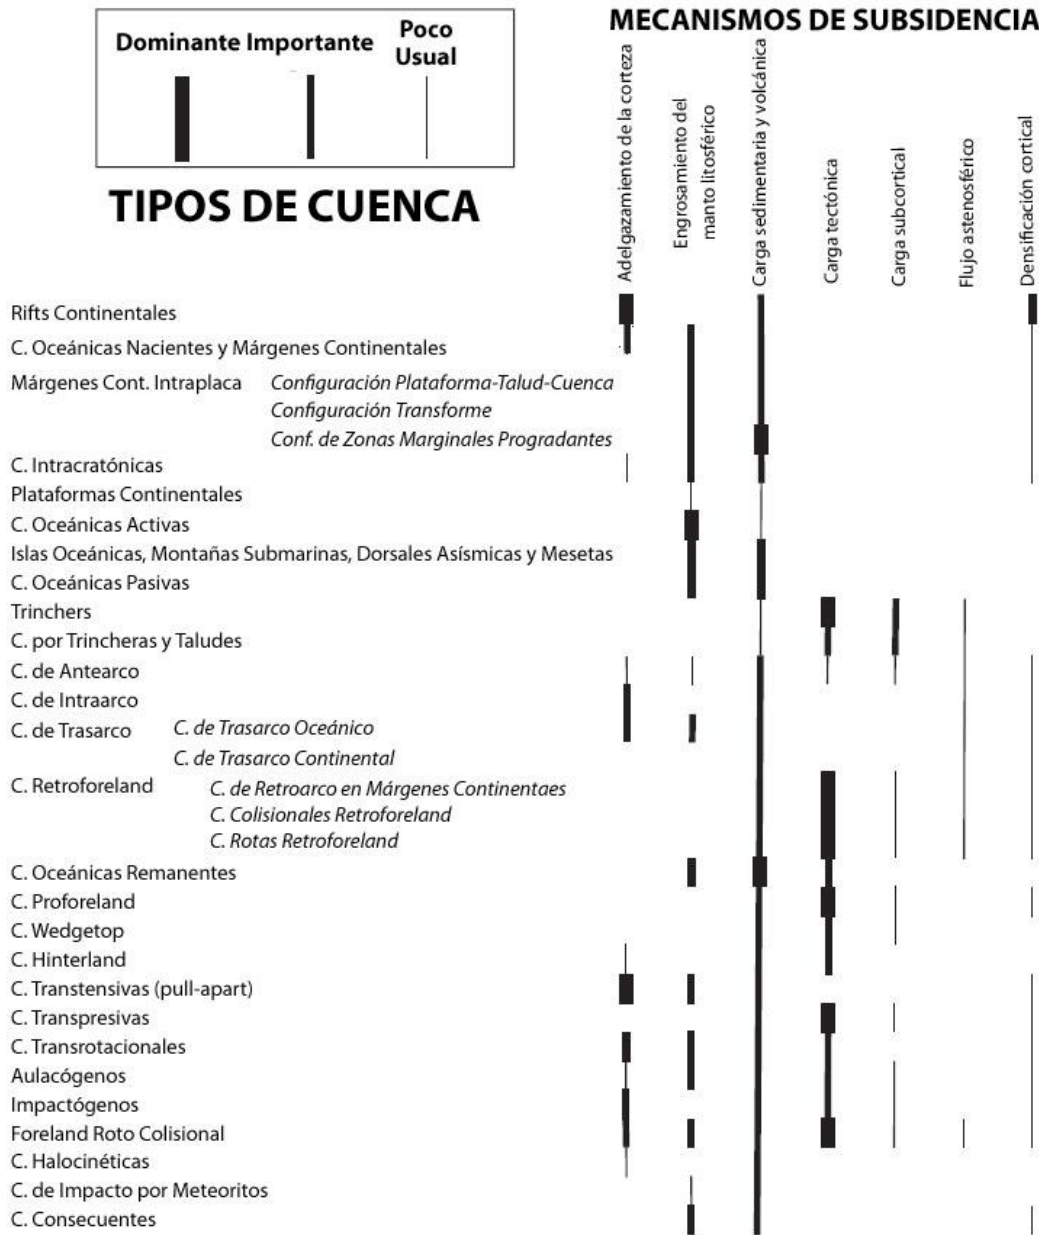 MECANISMOS DE SUBSIDENCIA
Dominante Importante Poco
Usual
TIPOS DE CUENCA
Adelgazamiento de la corteza
Engrosamiento del
manto litosférico
Carga sedimentaria y volcánica
Carga tectónica
Carga subcortical
Flujo astenosférico
Densificación cortical
Rifts Continentales
C. Oceánicas Nacientes y Márgenes Continentales
Márgenes Cont. Intraplaca Configuración Plataforma-Talud-Cuenca
Configuración Transforme
Conf. de Zonas Marginales Progradantes
C. Intracratónicas
Plataformas Continentales
C. Oceánicas Activas
Islas Oceánicas, Montañas Submarinas, Dorsales Asísmicas y Mesetas
C. Oceánicas Pasivas
Trinchers
C. por Trincheras y Taludes
C. de Antearco
C. de Intraarco
C. de Trasarco C. de Trasarco Oceánico
C. de Trasarco Continental
C. Retroforeland C. de Retroarco en Márgenes Continentaes
C. Colisionales Retroforeland
C. Rotas Retroforeland
C. Oceánicas Remanentes
C. Proforeland
C. Wedgetop
C. Hinterland
C. Transtensivas (pull-apart)
C. Transpresivas
C. Transrotacionales
Aulacógenos
Impactógenos
Foreland Roto Colisional
C. Halocinéticas
C. de Impacto por Meteoritos
C. Consecuentes